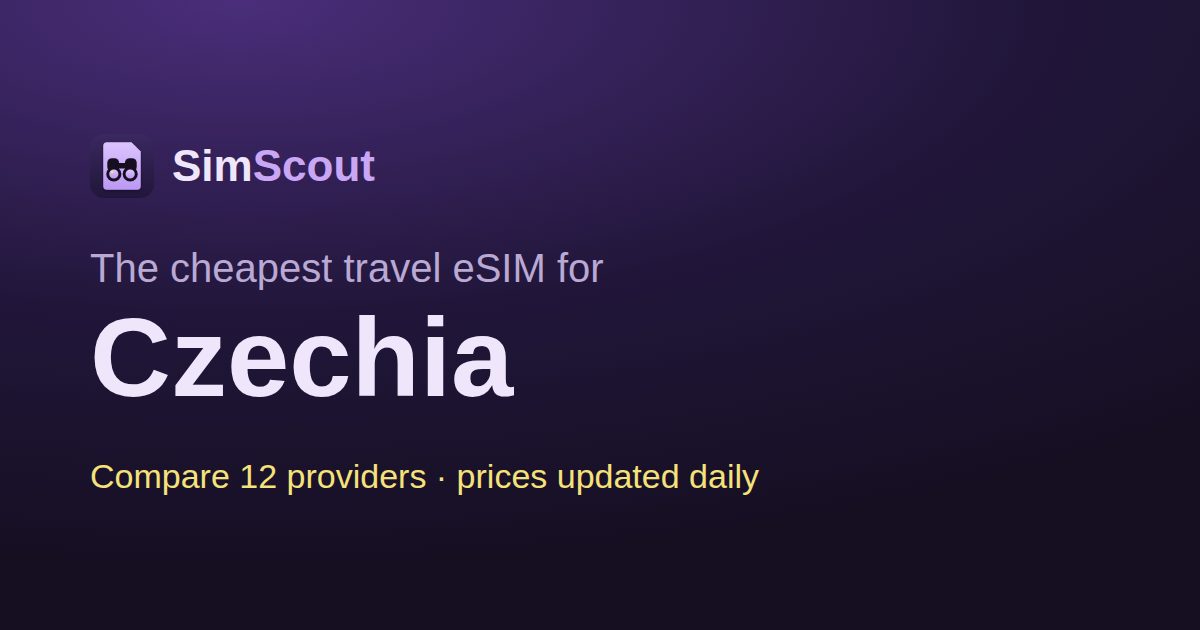 SimScout
The cheapest travel eSIM for
Czechia
Compare 12 providers · prices updated daily